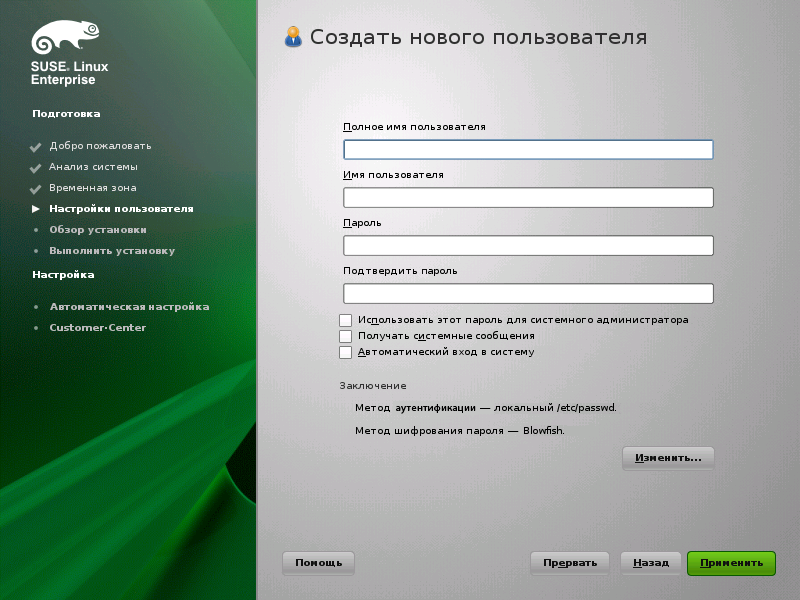 SUSE. Linux
Enterprise
Подготовка
Добро пожаловать
Анализ системы
Временная зона
Настройки пользователя
Обзор установки
Выполнить установку
Настройка
Автоматическая настройка
Customer-Center
Создать нового пользователя
Полное имя пользователя
Имя пользователя
Пароль
Подтвердить пароль
Использовать этот пароль для системного администратора
Получать системные сообщения
Автоматический вход в систему
Заключение
Метод аутентификации — локальный /etc/passwd.
Метод шифрования пароля — Blowfish.
Изменить...
Помощь Прервать Назад Применить